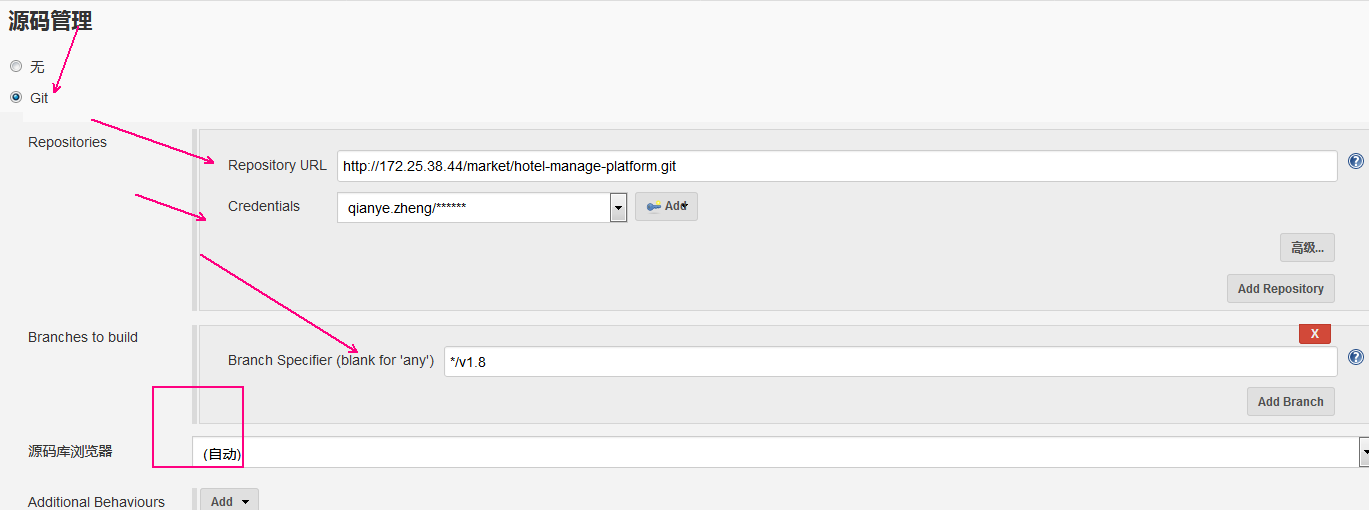 源码管理
无
Git
Repositories
Repository URL http://172.25.38.44/market/hotel-manage-platform.git
Credentials qianye.zheng/****** Add
高级...
Add Repository
Branches to build
X
Branch Specifier (blank for 'any') */v1.8
Add Branch
源码库浏览器 (自动)
Additional Behaviours Add